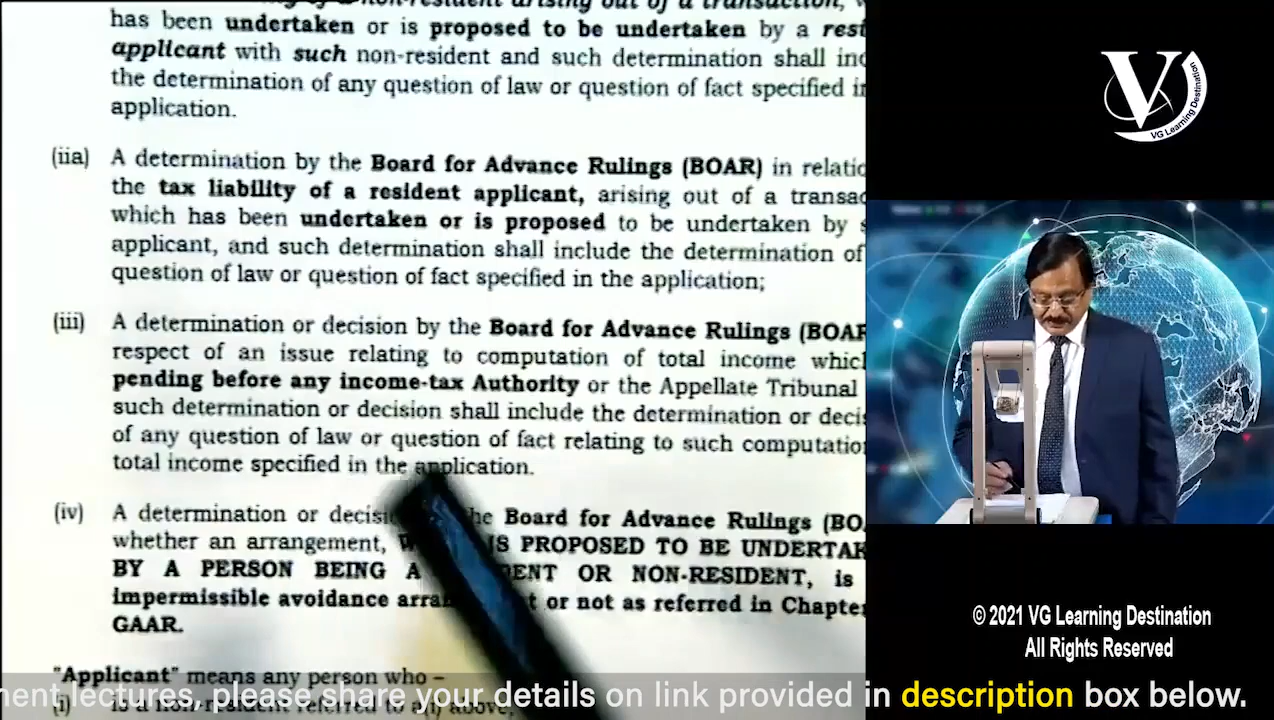 has been undertaken or is proposed to be undertaken by a
applicant with such non-resident and such determination shall
the determination of any question of law or question of fact specified
application.
(iia) A determination by the Board for Advance Rulings (BOAR) in
the tax liability of a resident applicant, arising out of a
which has been undertaken or is proposed to be undertaken by
applicant, and such determination shall include the determination of
question of law or question of fact specified in the application;
(iii) A determination or decision by the Board for Advance Rulings
respect of an issue relating to computation of total income
pending before any income-tax Authority or the Appellate Tribunal
such determination or decision shall include the determination or
of any question of law or question of fact relating to such
total income specified in the application.
(iv) A determination or the Board for Advance Rulings
whether an arrangement, IS PROPOSED TO BE
BY A PERSON BEING A OR NON-RESIDENT, is
impermissible avoidance or not as referred in
GAAR.
"Applicant" means any person who –
(i) is a non-resident referred to above,
lectures, please share your details on link provided in description box below.
V
VG Learning Destination
© 2021 VG Learning Destination
All Rights Reserved